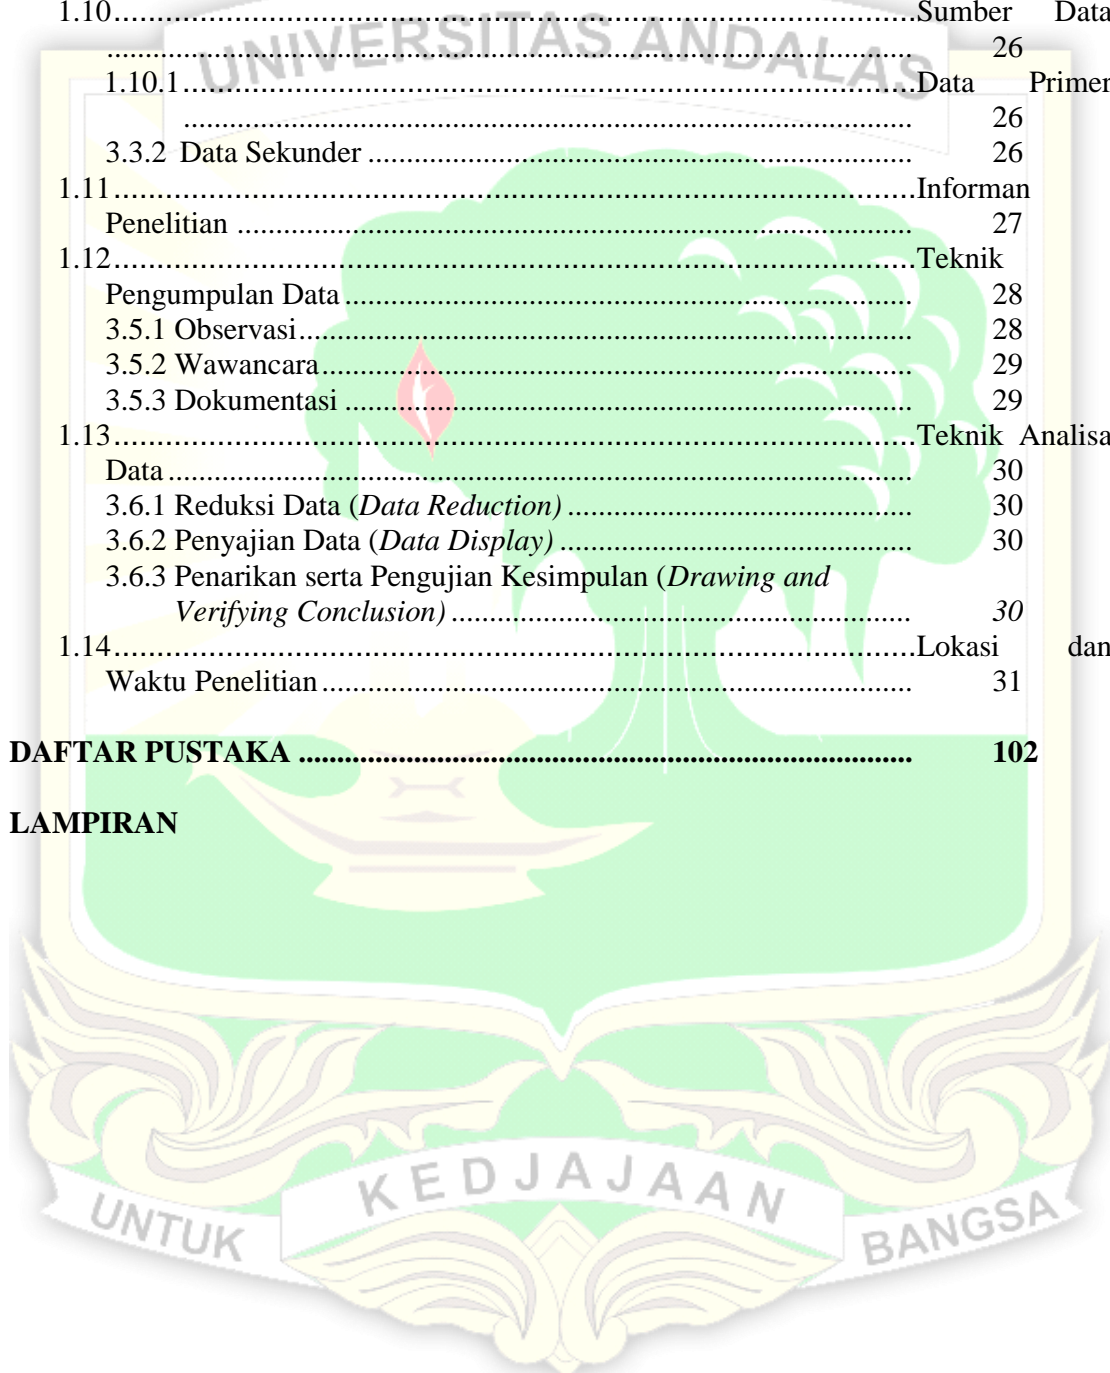 1.10........................................................................................Sumber Data
........................................................................................ 26
1.10.1........................................................................................Data Primer
........................................................................................ 26
3.3.2 Data Sekunder ........................................................................................ 26
1.11........................................................................................Informan
Penelitian ........................................................................................ 27
1.12........................................................................................Teknik
Pengumpulan Data ........................................................................................ 28
3.5.1 Observasi........................................................................................ 28
3.5.2 Wawancara........................................................................................ 29
3.5.3 Dokumentasi ........................................................................................ 29
1.13........................................................................................Teknik Analisa
Data ........................................................................................ 30
3.6.1 Reduksi Data (Data Reduction) ........................................................................................ 30
3.6.2 Penyajian Data (Data Display) ........................................................................................ 30
3.6.3 Penarikan serta Pengujian Kesimpulan (Drawing and
Verifying Conclusion) ........................................................................................ 30
1.14........................................................................................Lokasi dan
Waktu Penelitian ........................................................................................ 31
DAFTAR PUSTAKA ........................................................................................ 102
LAMPIRAN
UNIVERSITAS ANDALAS
UNTUK KEDJAJAAN BANGSA